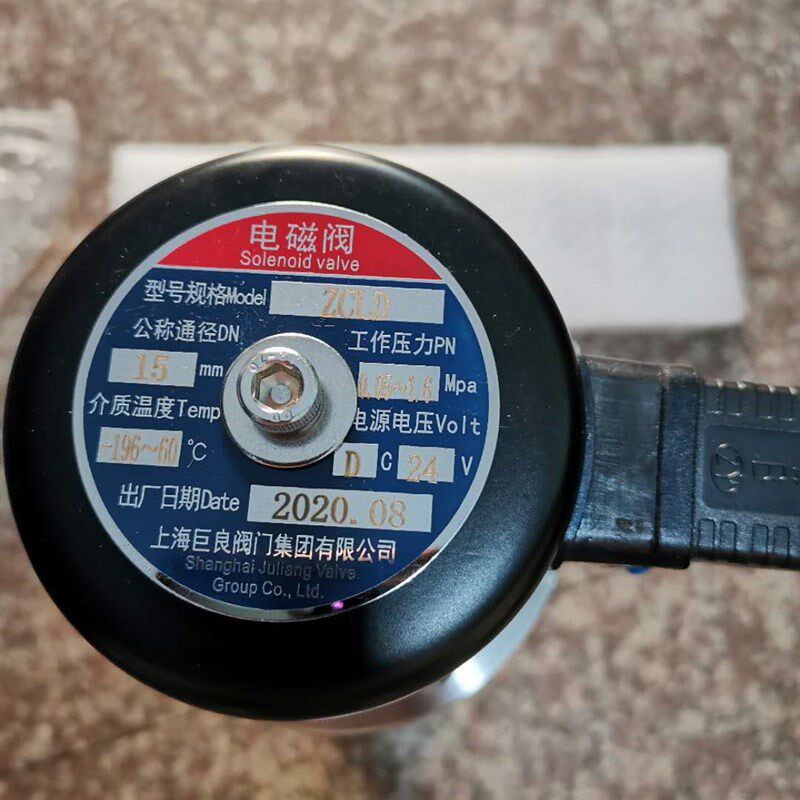 电磁阀
Solenoid valve
型号规格Model ZCLD
公称通径DN 工作压力PN
15 mm 0.05~1.6 Mpa
介质温度Temp 电源电压Volt
-196~60 ℃ D C 24 V
出厂日期Date 2020.08
上海巨良阀门集团有限公司
Shanghai Juliang Valve
Group Co., Ltd.